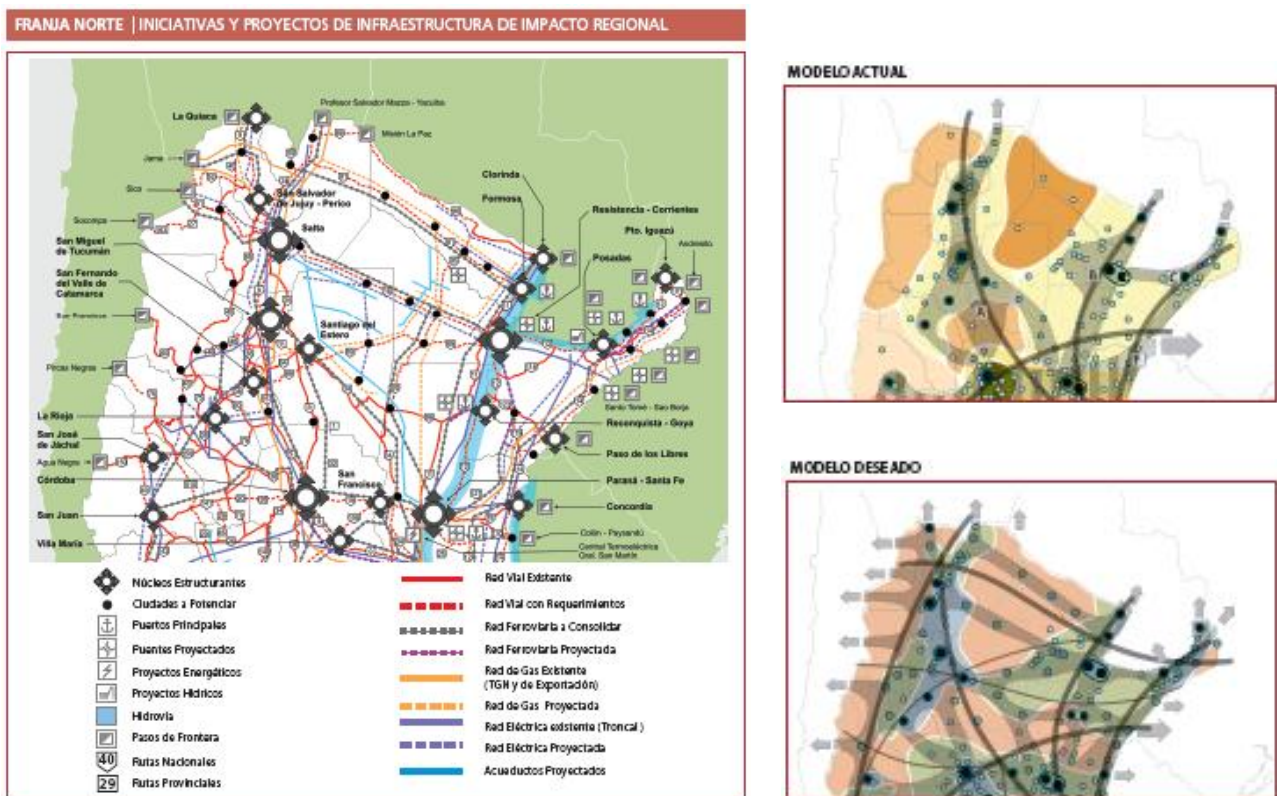 FRANJA NORTE | INICIATIVAS Y PROYECTOS DE INFRAESTRUCTURA DE IMPACTO REGIONAL
La Quiaca
Profesor Salvador Mazza - Yacuiba
Misión La Paz
Jama
Sico
Socompa
San Salvador
de Jujuy - Perico
Salta
Clorinda
Formosa
Resistencia - Corrientes
Pto. Iguazú
Andresito
Posadas
San Miguel
de Tucumán
San Fernando
del Valle de
Catamarca
San Francisco
Santiago del
Estero
Pircas Negras
La Rioja
San José
de Jáchal
Agua Negra
Córdoba
San
Francisco
San Juan
Villa María
Santo Tomé - Sao Borja
Reconquista - Goya
Paso de los Libres
Paraná - Santa Fe
Concordia
Colón - Paysandú
Central Termoeléctrica
Gral. San Martín
Núcleos Estructurantes
Ciudades a Potenciar
Puertos Principales
Puentes Proyectados
Proyectos Energéticos
Proyectos Hídricos
Hidrovía
Pasos de Frontera
40 Rutas Nacionales
29 Rutas Provinciales
Red Vial Existente
Red Vial con Requerimientos
Red Ferroviaria a Consolidar
Red Ferroviaria Proyectada
Red de Gas Existente
(TGN y de Exportación)
Red de Gas Proyectada
Red Eléctrica existente (Troncal)
Red Eléctrica Proyectada
Acueductos Proyectados
MODELO ACTUAL
A
B
C
MODELO DESEADO